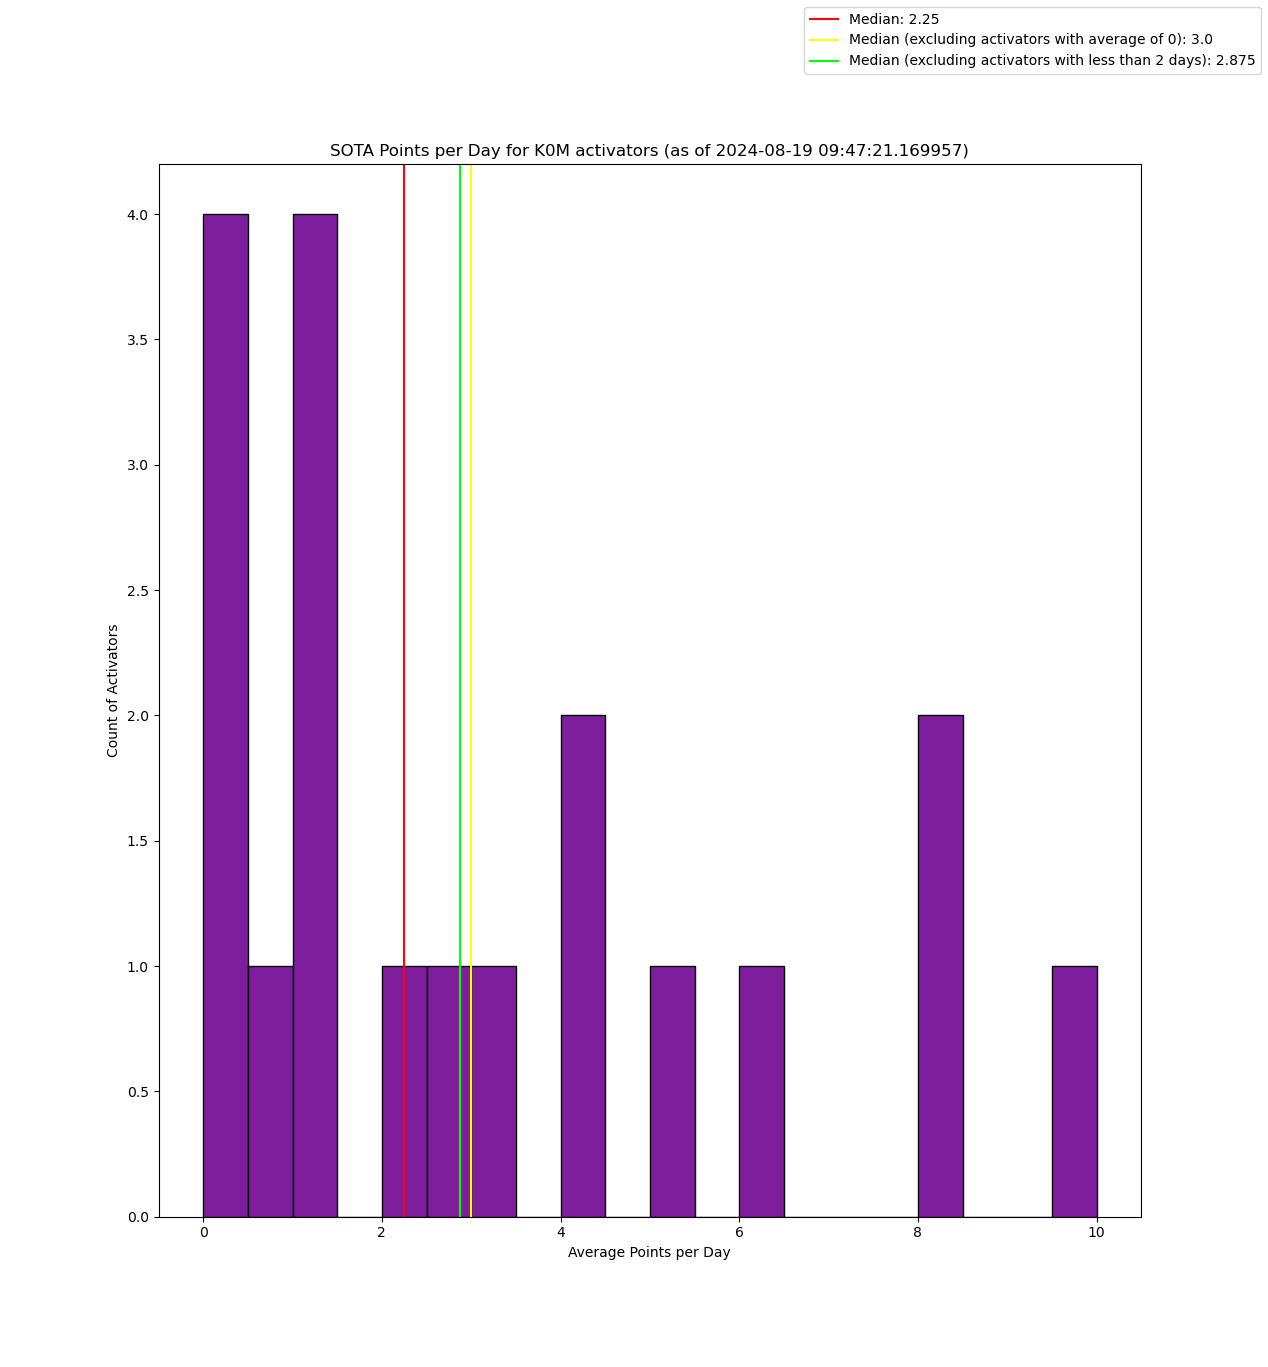 Median: 2.25
Median (excluding activators with average of 0): 3.0
Median (excluding activators with less than 2 days): 2.875
SOTA Points per Day for K0M activators (as of 2024-08-19 09:47:21.169957)
4.0
3.5
3.0
2.5
2.0
1.5
1.0
0.5
0.0
Count of Activators
0 2 4 6 8 10
Average Points per Day